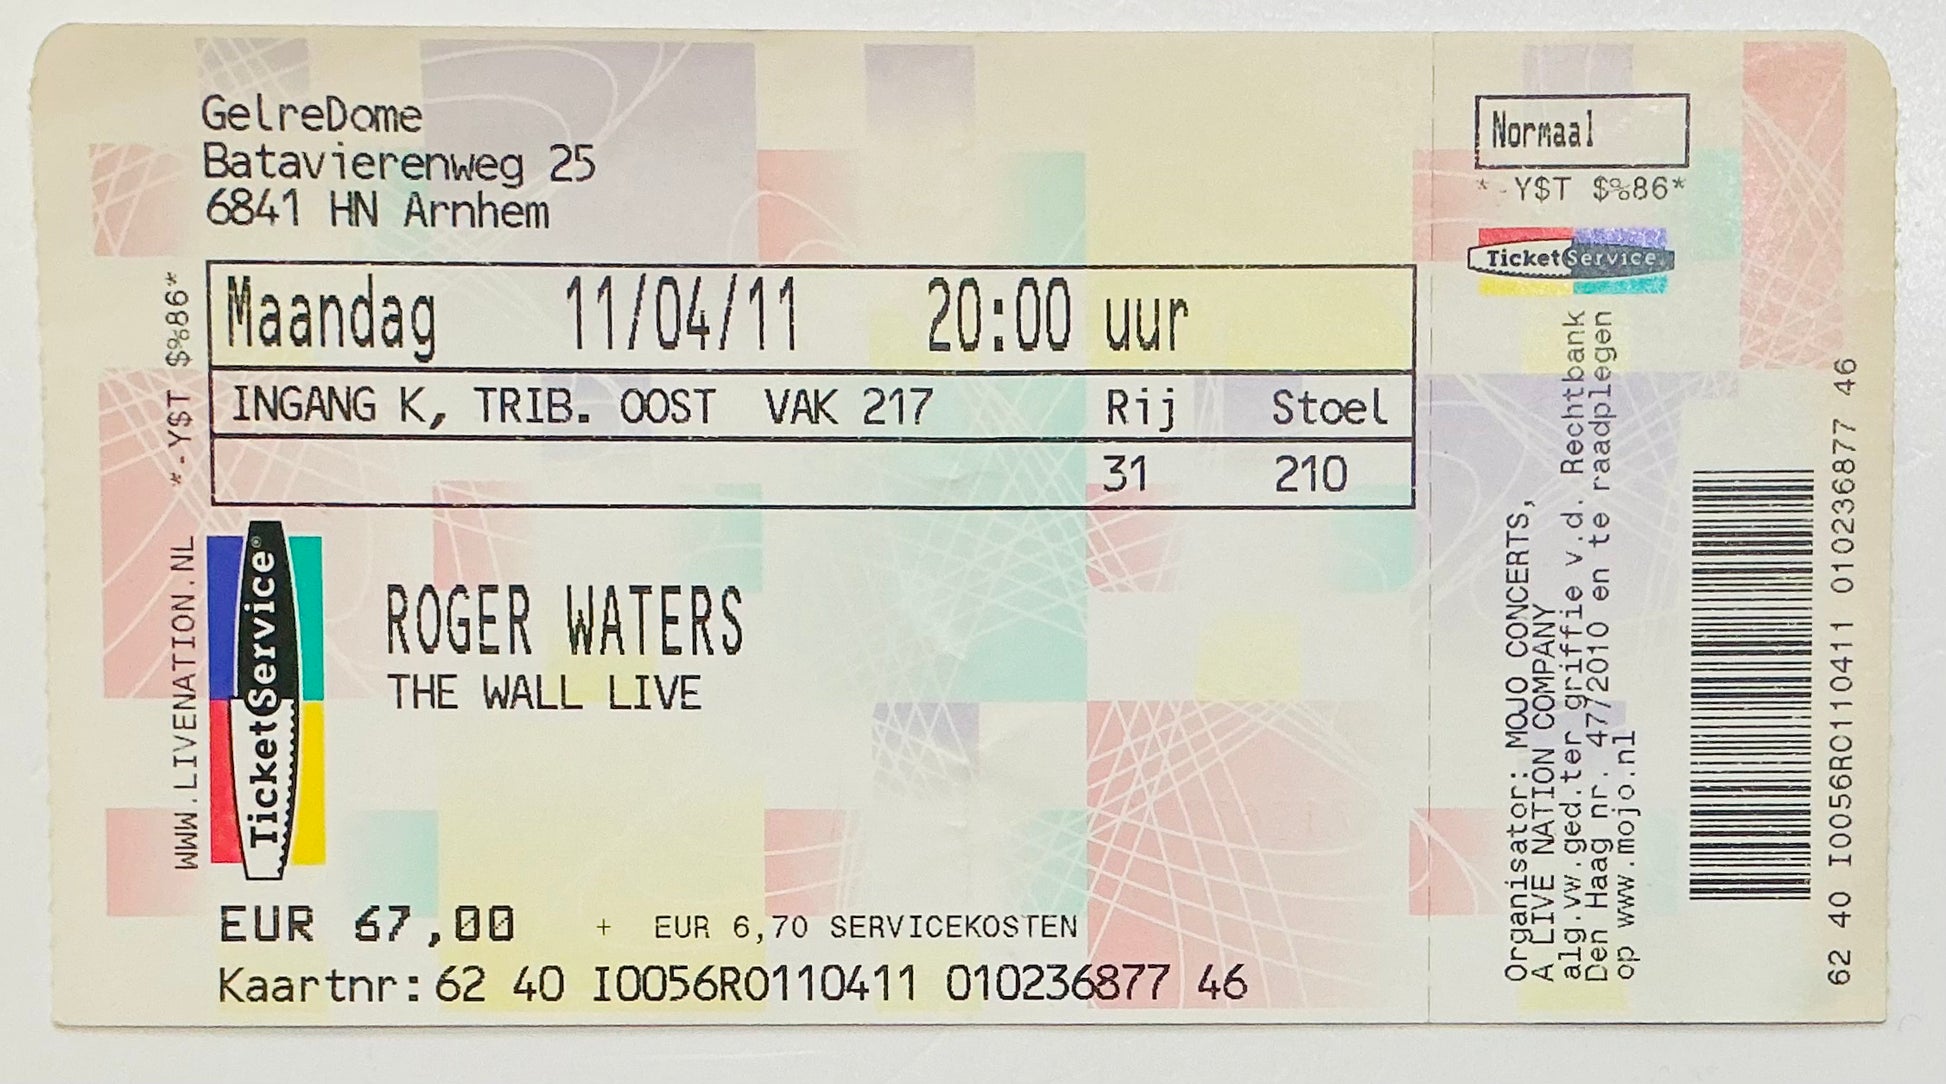 GelreDome
Batavierenweg 25
6841 HN Arnhem
Maandag 11/04/11 20:00 uur
INGANG K, TRIB. OOST VAK 217 Rij Stoel
31 210
*-Y$T $%86*
WWW.LIVENATION.NL
TicketService®
ROGER WATERS
THE WALL LIVE
EUR 67,00 + EUR 6,70 SERVICEKOSTEN
Kaartnr: 62 40 I0056RO110411 010236877 46
Normaal
*-Y$T $%86*
TicketService
Organisator: MOJO CONCERTS,
A LIVE NATION COMPANY
alg.vw.ged.ter griffie v.d. Rechtbank
Den Haag nr. 47/2010 en te raadplegen
op www.mojo.nl
62 40 I0056RO110411 010236877 46